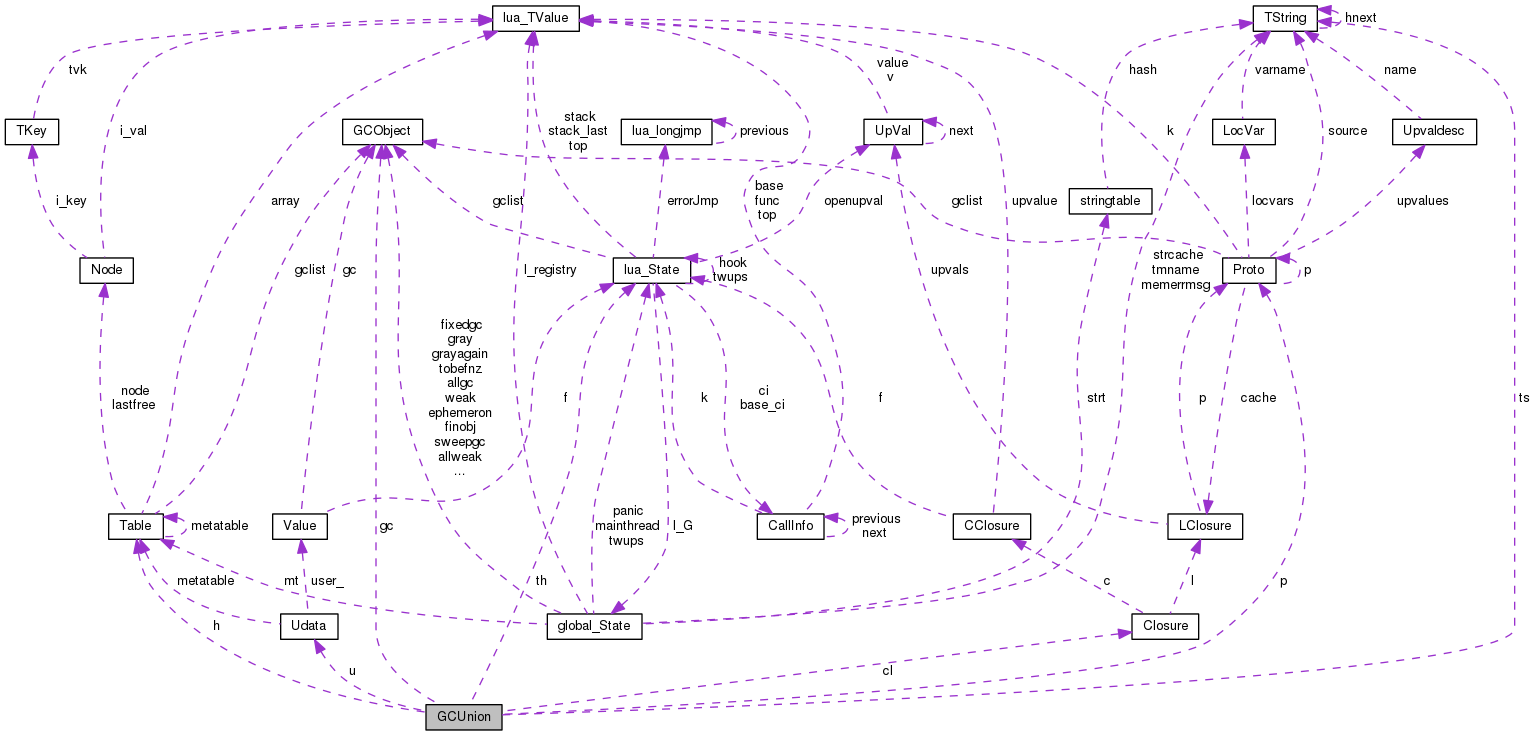 lua_TValue
TString
hnext
tvk
value
v
hash
varname
name
TKey
i_val
GCObject
stack
stack_last
top
lua_longjmp
previous
UpVal
next
k
LocVar
source
Upvaldesc
i_key
array
gclist
errorJmp
base
func
top
openupval
gclist
upvalue
stringtable
locvars
upvalues
Node
gclist
gc
l_registry
lua_State
hook
twups
upvals
strcache
tmname
memerrmsg
Proto
p
node
lastfree
fixedgc
gray
grayagain
tobefnz
allgc
weak
ephemeron
finobj
sweepgc
allweak
...
f
k
ci
base_ci
f
strt
p
cache
ts
Table
metatable
Value
gc
panic
mainthread
twups
l_G
CallInfo
previous
next
CClosure
LClosure
metatable
mt
user_
th
c
l
p
h
Udata
global_State
Closure
u
cl
GCUnion